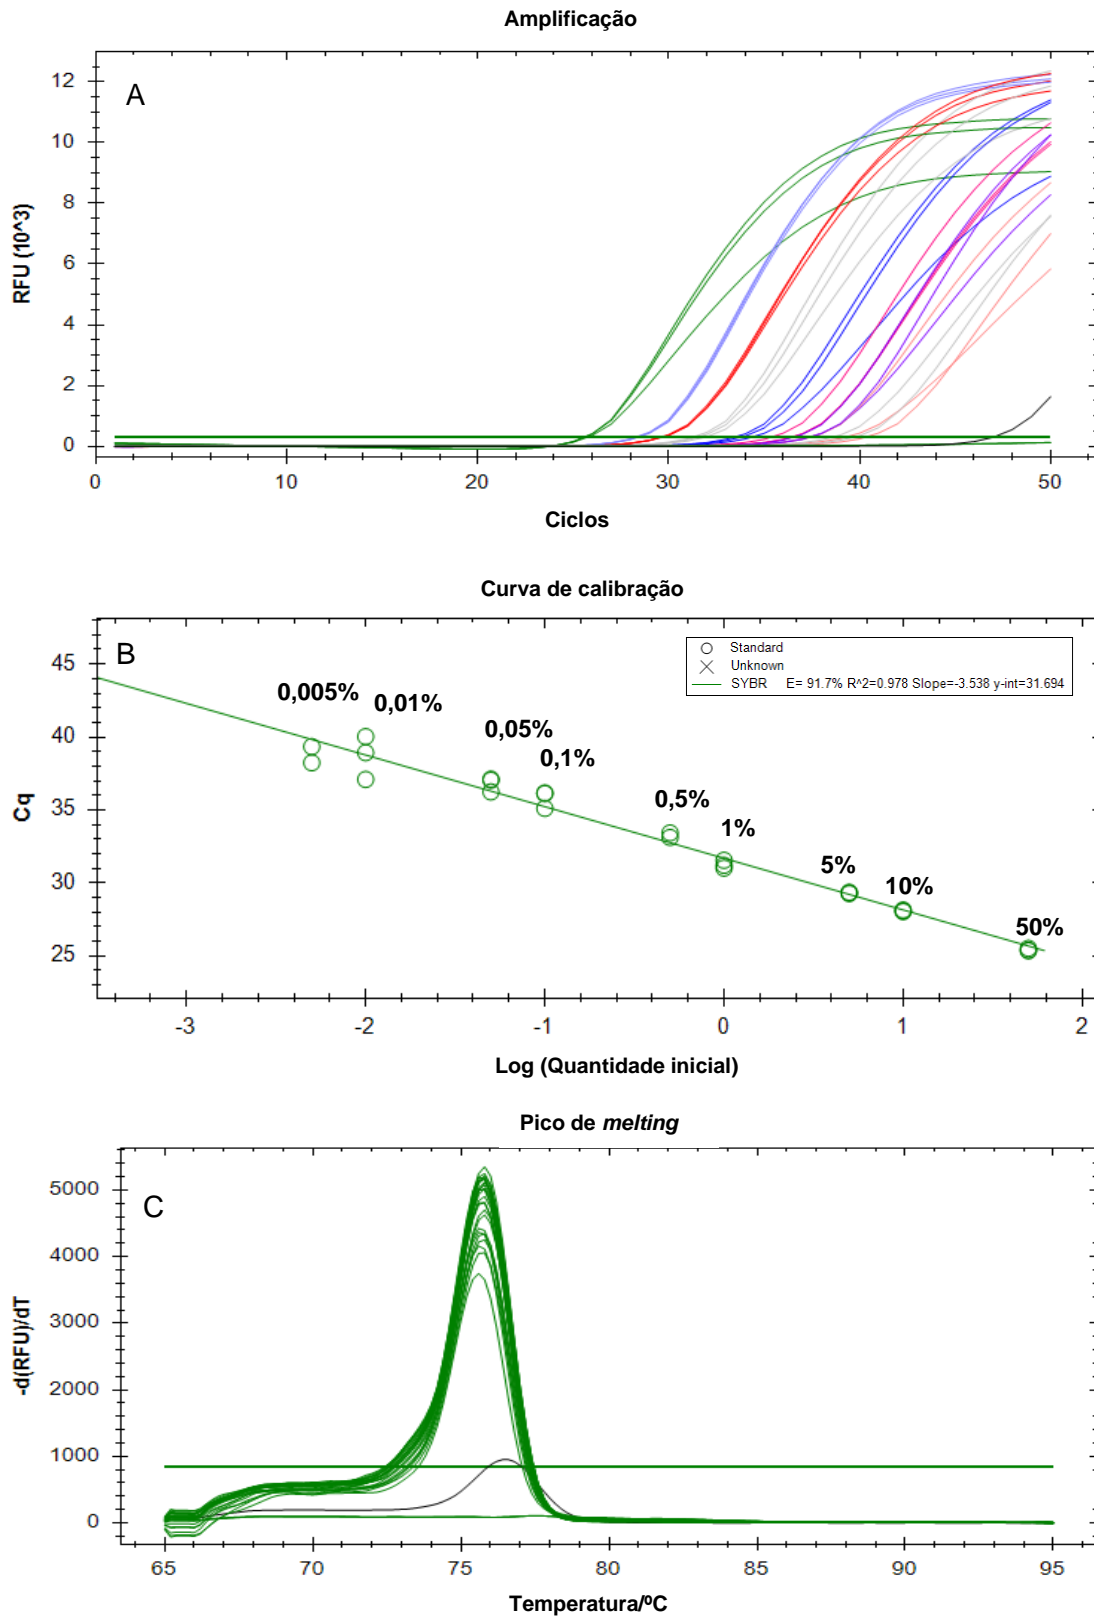 Amplificação
A
12
10
8
6
4
2
0
RFU (10^3)
0 10 20 30 40 50
Ciclos
Curva de calibração
B
Standard
Unknown
SYBR E= 91.7% R^2=0.978 Slope=-3.538 y-int=31.694
45
40
35
30
25
Cq
0,005%
0,01%
0,05%
0,1%
0,5%
1%
5%
10%
50%
-3 -2 -1 0 1 2
Log (Quantidade inicial)
Pico de melting
C
5000
4000
3000
2000
1000
0
-d(RFU)/dT
65 70 75 80 85 90 95
Temperatura/ºC